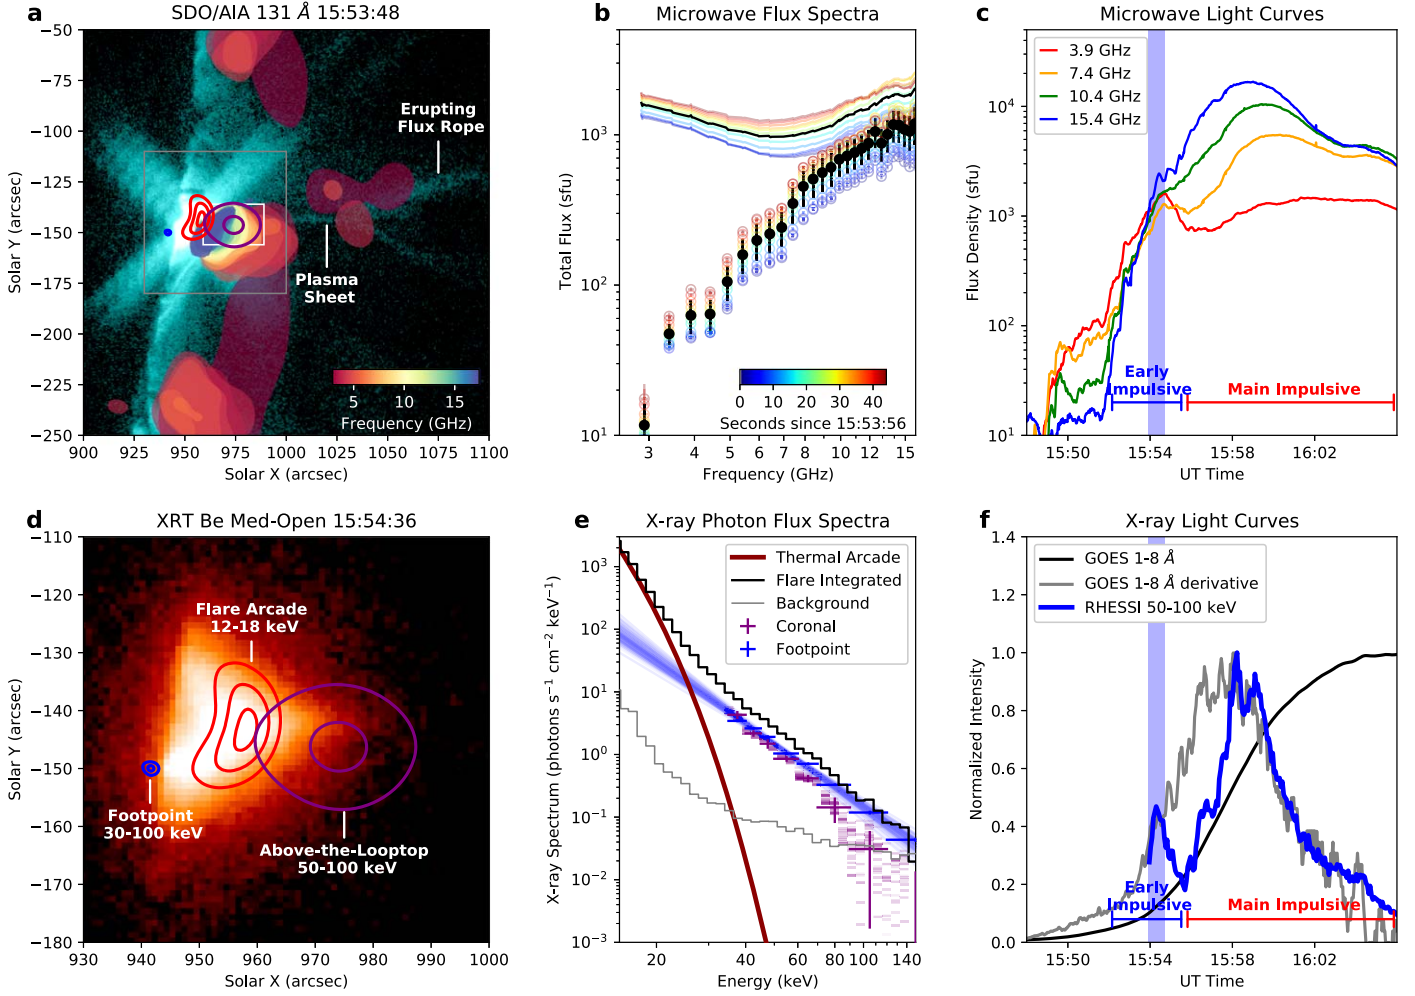 a
SDO/AIA 131 Å 15:53:48
Solar Y (arcsec)
−50
−75
−100
−125
−150
−175
−200
−225
−250
Erupting
Flux Rope
Plasma
Sheet
5
10
15
Frequency (GHz)
900
925
950
975
1000
1025
1050
1075
1100
Solar X (arcsec)
b
Microwave Flux Spectra
Total Flux (sfu)
10³
10²
10¹
0
10
20
30
40
Seconds since 15:53:56
3
4
5
6
7
8
9
10
12
15
Frequency (GHz)
c
Microwave Light Curves
3.9 GHz
7.4 GHz
10.4 GHz
15.4 GHz
Flux Density (sfu)
10⁴
10³
10²
10¹
Early
Impulsive
Main Impulsive
15:50
15:54
15:58
16:02
UT Time
d
XRT Be Med-Open 15:54:36
Solar Y (arcsec)
−110
−120
−130
−140
−150
−160
−170
−180
Flare Arcade
12-18 keV
Footpoint
30-100 keV
Above-the-Looptop
50-100 keV
930
940
950
960
970
980
990
1000
Solar X (arcsec)
e
X-ray Photon Flux Spectra
Thermal Arcade
Flare Integrated
Background
Coronal
Footpoint
X-ray Spectrum (photons s⁻¹ cm⁻² keV⁻¹)
10³
10²
10¹
10⁰
10⁻¹
10⁻²
10⁻³
20
40
60
80
100
140
Energy (keV)
f
X-ray Light Curves
GOES 1-8 Å
GOES 1-8 Å derivative
RHESSI 50-100 keV
Normalized Intensity
1.4
1.2
1.0
0.8
0.6
0.4
0.2
0.0
Early
Impulsive
Main Impulsive
15:50
15:54
15:58
16:02
UT Time